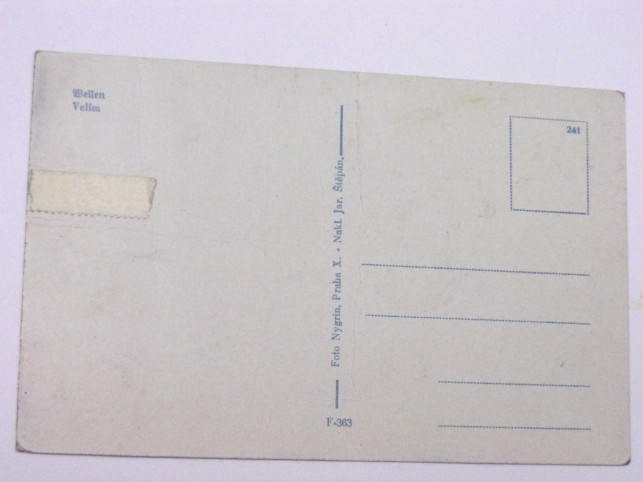 Wellen
Velim
Foto Nygrin, Praha X. • Nakl. Jar. Štěpán.
F-363
241